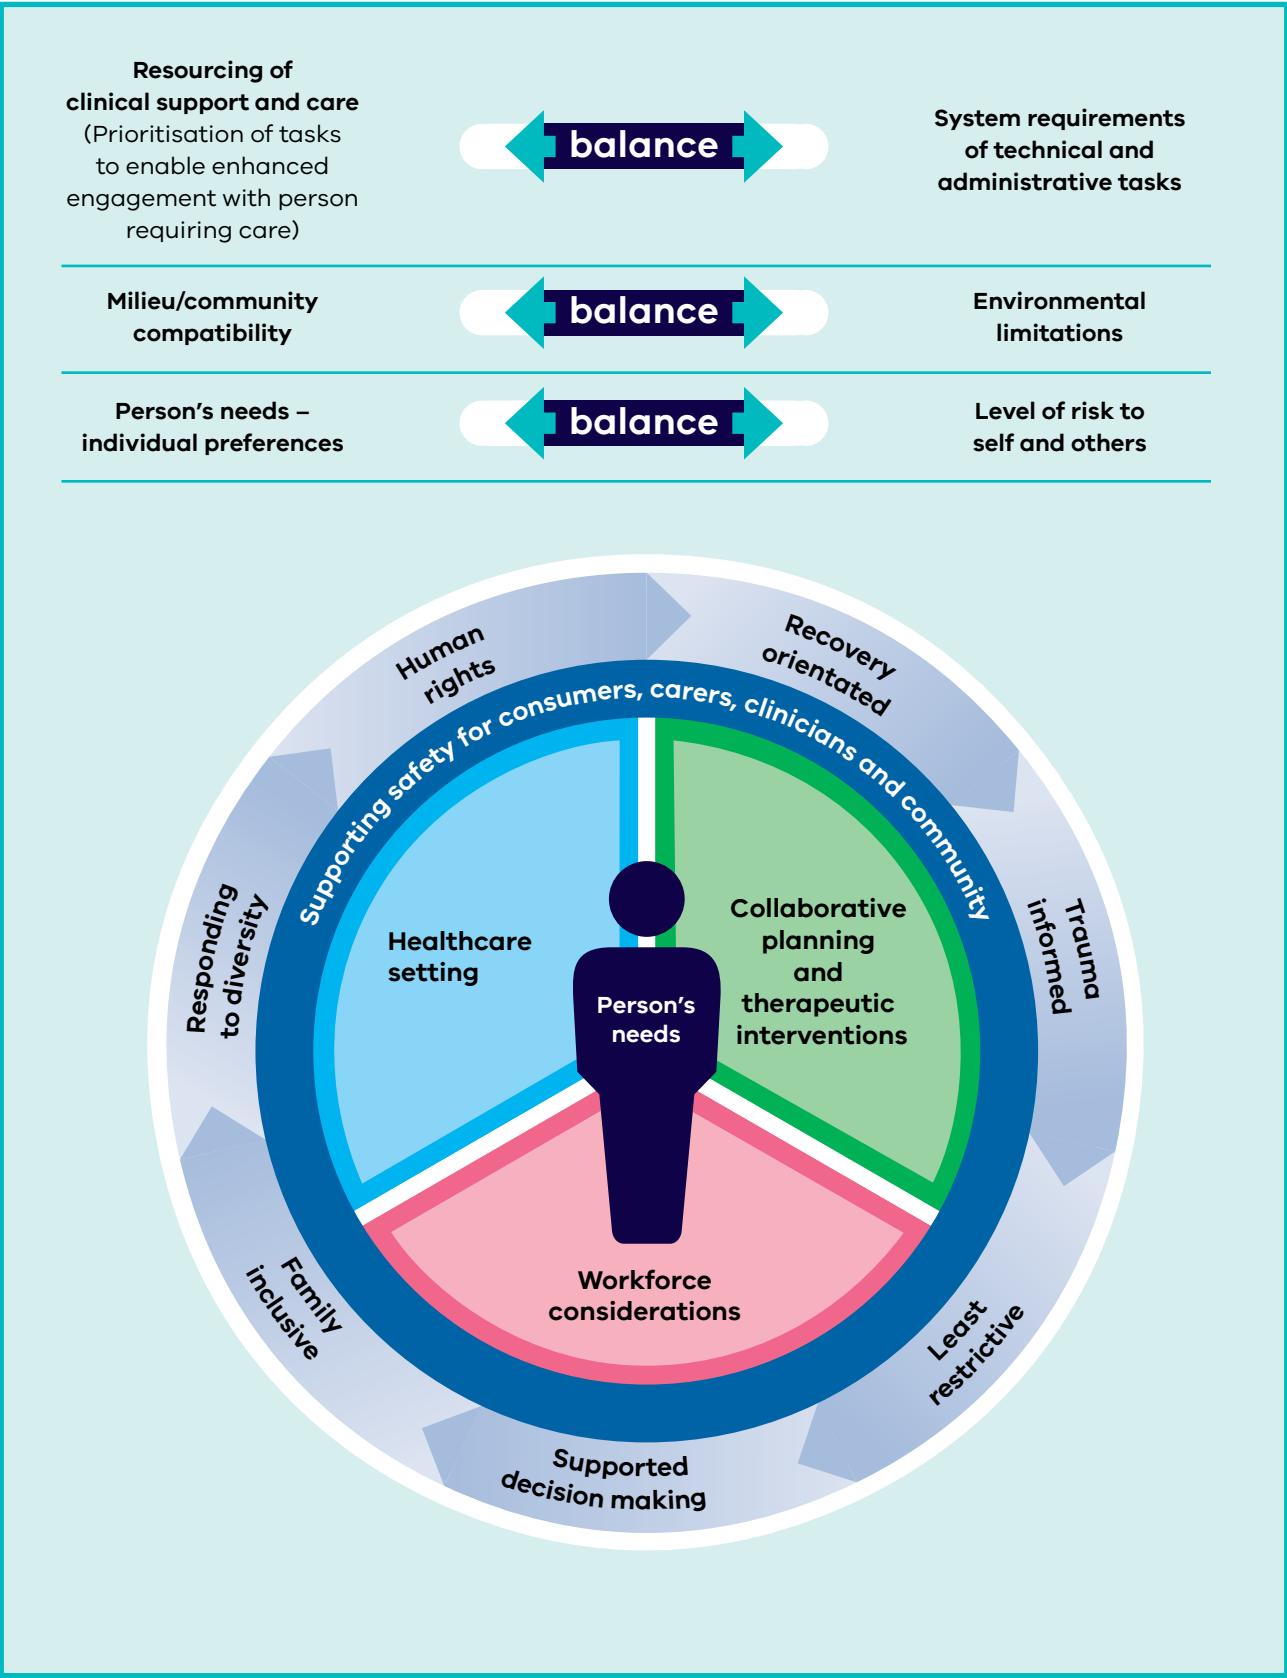 Resourcing of
clinical support and care
(Prioritisation of tasks
to enable enhanced
engagement with person
requiring care)
balance
System requirements
of technical and
administrative tasks
Milieu/community
compatibility
balance
Environmental
limitations
Person’s needs –
individual preferences
balance
Level of risk to
self and others
Human
rights
Recovery
orientated
Trauma
informed
Least
restrictive
Supported
decision making
Family
inclusive
Responding
to diversity
Supporting safety for consumers, carers, clinicians and community
Healthcare
setting
Collaborative
planning
and
therapeutic
interventions
Person’s
needs
Workforce
considerations